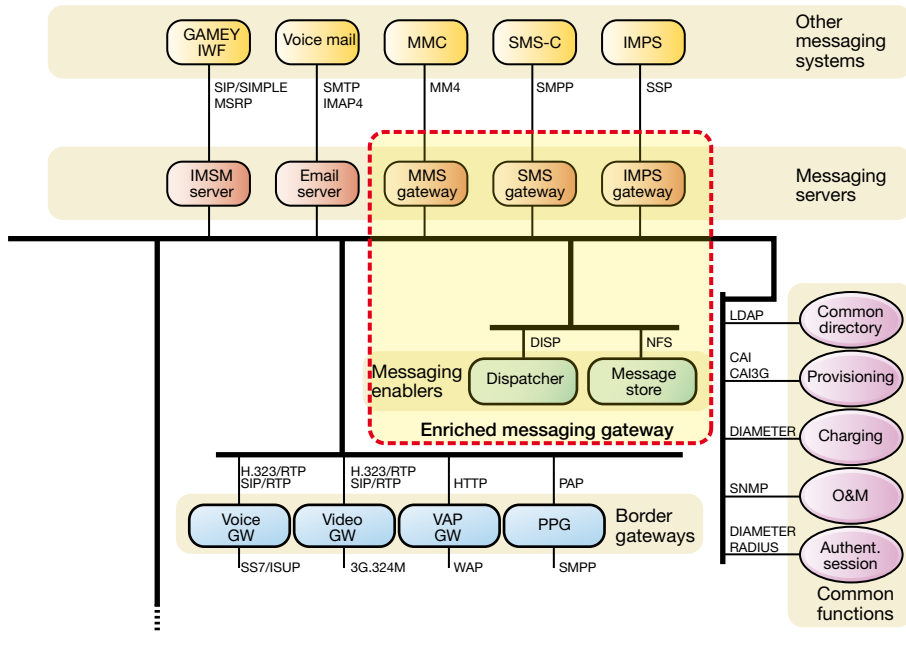 GAMEY
IWF
Voice mail
MMC
SMS-C
IMPS
Other
messaging
systems
SIP/SIMPLE
MSRP
SMTP
IMAP4
MM4
SMPP
SSP
IMSM
server
Email
server
MMS
gateway
SMS
gateway
IMPS
gateway
Messaging
servers
LDAP
Common
directory
DISP
NFS
Messaging
enablers
Dispatcher
Message
store
CAI
CAI3G
Provisioning
Enriched messaging gateway
DIAMETER
Charging
H.323/RTP
SIP/RTP
H.323/RTP
SIP/RTP
HTTP
PAP
SNMP
O&M
Voice
GW
Video
GW
VAP
GW
PPG
Border
gateways
DIAMETER
RADIUS
Authent.
session
SS7/ISUP
3G.324M
WAP
SMPP
Common
functions